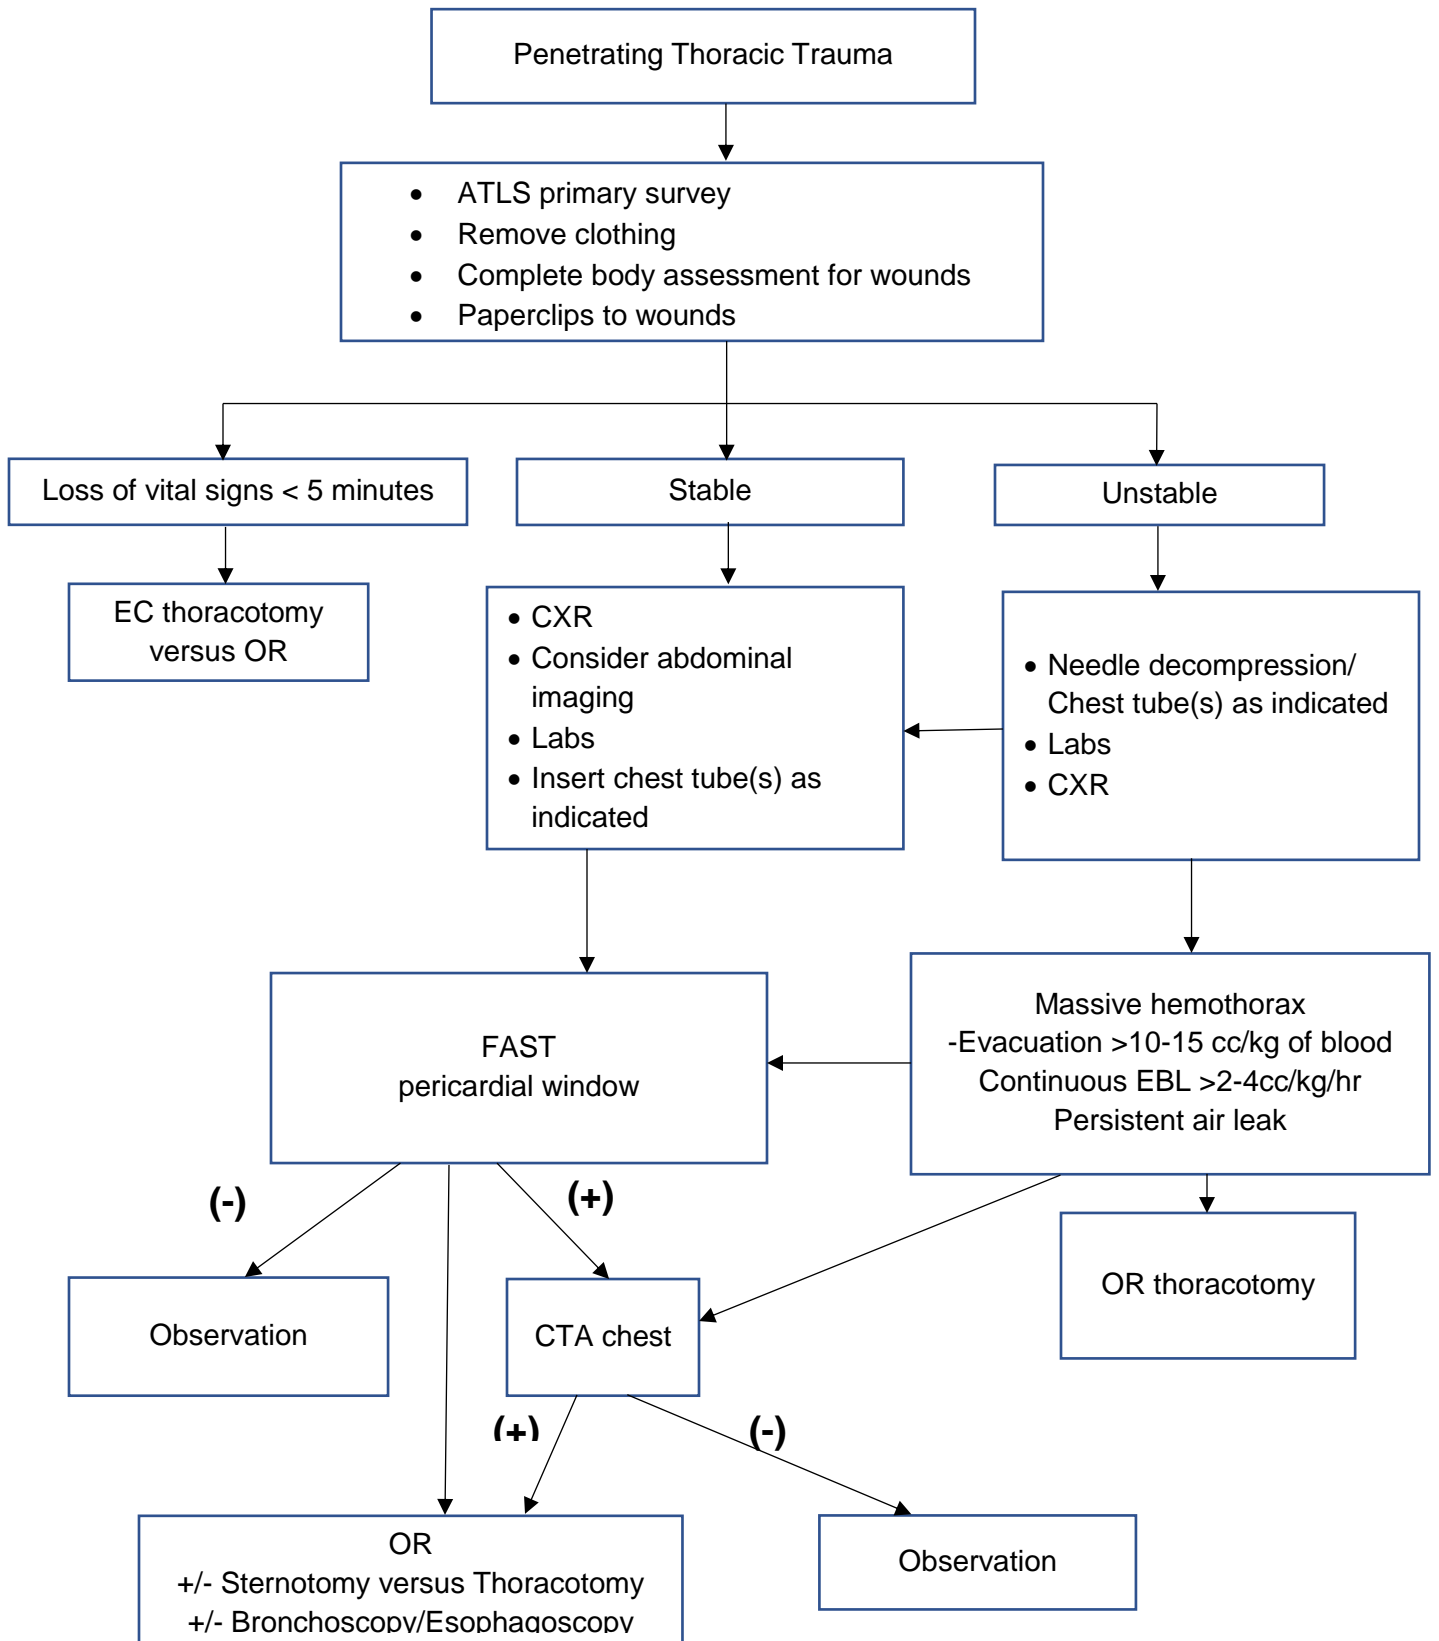 Penetrating Thoracic Trauma
• ATLS primary survey
• Remove clothing
• Complete body assessment for wounds
• Paperclips to wounds
Loss of vital signs < 5 minutes
Stable
Unstable
EC thoracotomy
versus OR
• CXR
• Consider abdominal
imaging
• Labs
• Insert chest tube(s) as
indicated
• Needle decompression/
Chest tube(s) as indicated
• Labs
• CXR
FAST
pericardial window
Massive hemothorax
-Evacuation >10-15 cc/kg of blood
Continuous EBL >2-4cc/kg/hr
Persistent air leak
(-)
(+)
Observation
CTA chest
OR thoracotomy
(+)
(-)
OR
+/- Sternotomy versus Thoracotomy
+/- Bronchoscopy/Esophagoscopy
Observation